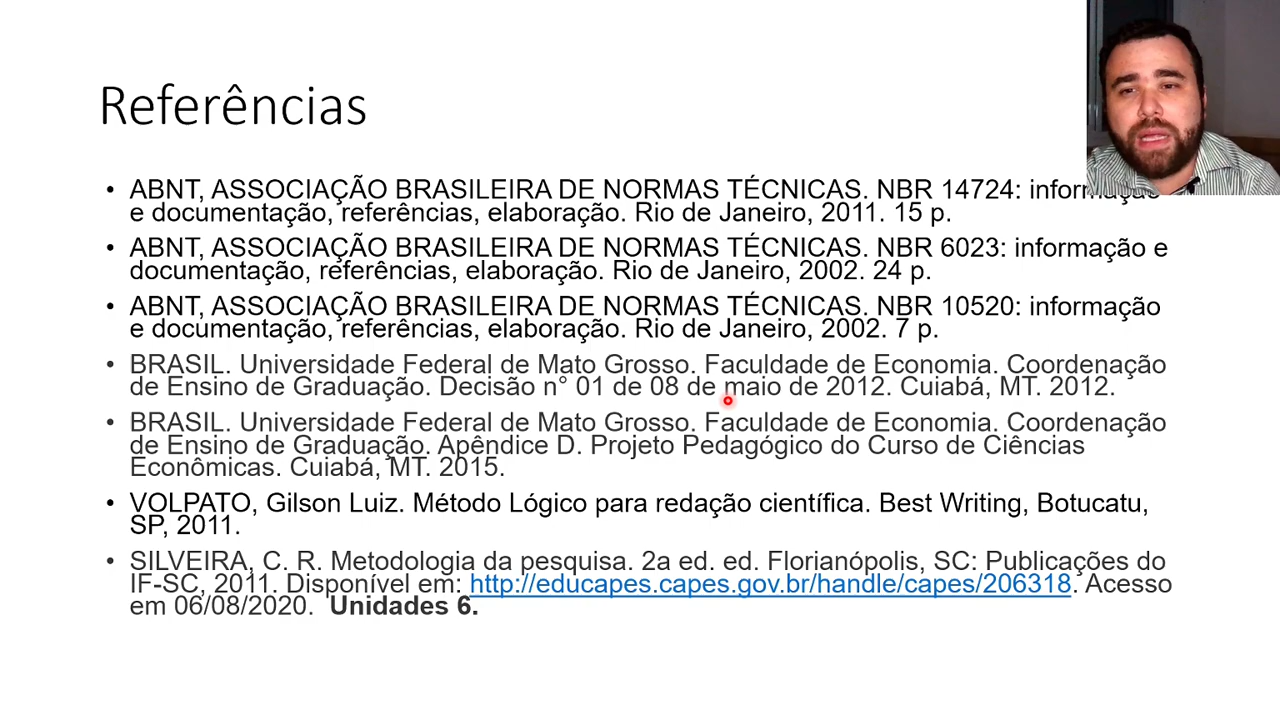 Referências
• ABNT, ASSOCIAÇÃO BRASILEIRA DE NORMAS TÉCNICAS. NBR 14724: informação
e documentação, referências, elaboração. Rio de Janeiro, 2011. 15 p.
• ABNT, ASSOCIAÇÃO BRASILEIRA DE NORMAS TÉCNICAS. NBR 6023: informação e
documentação, referências, elaboração. Rio de Janeiro, 2002. 24 p.
• ABNT, ASSOCIAÇÃO BRASILEIRA DE NORMAS TÉCNICAS. NBR 10520: informação
e documentação, referências, elaboração. Rio de Janeiro, 2002. 7 p.
• BRASIL. Universidade Federal de Mato Grosso. Faculdade de Economia. Coordenação
de Ensino de Graduação. Decisão n° 01 de 08 de maio de 2012. Cuiabá, MT. 2012.
• BRASIL. Universidade Federal de Mato Grosso. Faculdade de Economia. Coordenação
de Ensino de Graduação. Apêndice D. Projeto Pedagógico do Curso de Ciências
Econômicas. Cuiabá, MT. 2015.
• VOLPATO, Gilson Luiz. Método Lógico para redação científica. Best Writing, Botucatu,
SP, 2011.
• SILVEIRA, C. R. Metodologia da pesquisa. 2a ed. ed. Florianópolis, SC: Publicações do
IF-SC, 2011. Disponível em: http://educapes.capes.gov.br/handle/capes/206318. Acesso
em 06/08/2020. Unidades 6.